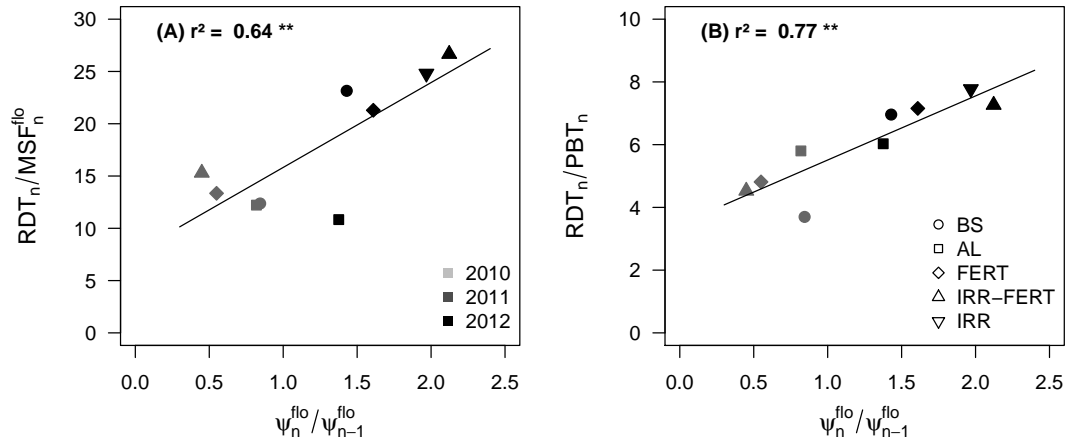 (A) r² = 0.64 **
30
25
20
15
10
5
0
RDTₙ/MSFₙᶠˡᵒ
2010
2011
2012
0.0 0.5 1.0 1.5 2.0 2.5
ψₙᶠˡᵒ/ψₙ₋₁ᶠˡᵒ
(B) r² = 0.77 **
10
8
6
4
2
0
RDTₙ/PBTₙ
BS
AL
FERT
IRR−FERT
IRR
0.0 0.5 1.0 1.5 2.0 2.5
ψₙᶠˡᵒ/ψₙ₋₁ᶠˡᵒ